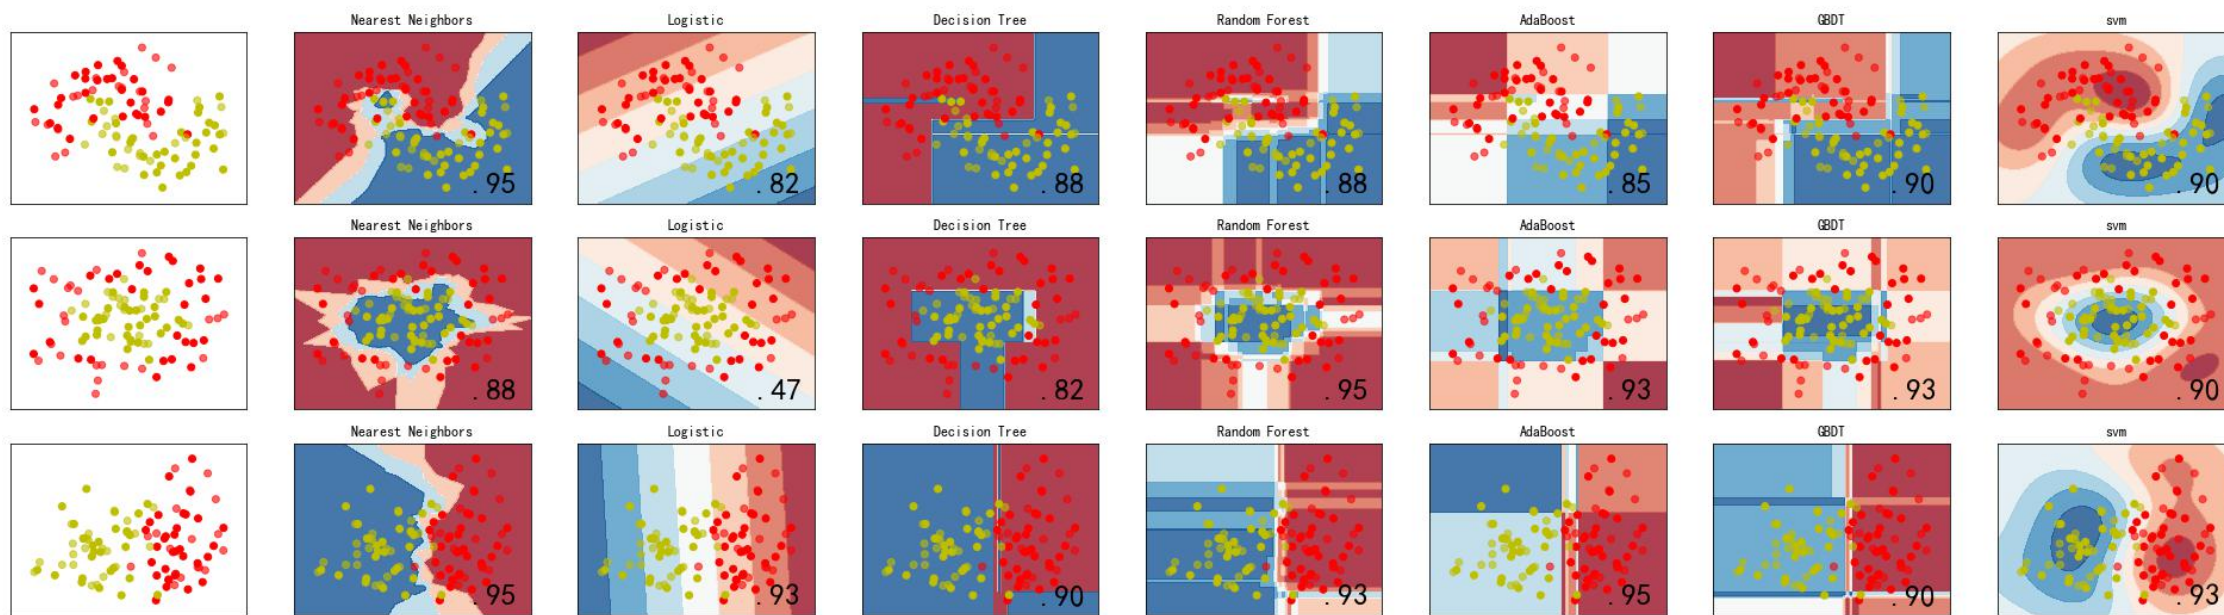 Nearest Neighbors Logistic Decision Tree Random Forest AdaBoost GBDT svm
.95 .82 .88 .88 .85 .90 .90
Nearest Neighbors Logistic Decision Tree Random Forest AdaBoost GBDT svm
.88 .47 .82 .95 .93 .93 .90
Nearest Neighbors Logistic Decision Tree Random Forest AdaBoost GBDT svm
.95 .93 .90 .93 .95 .90 .93